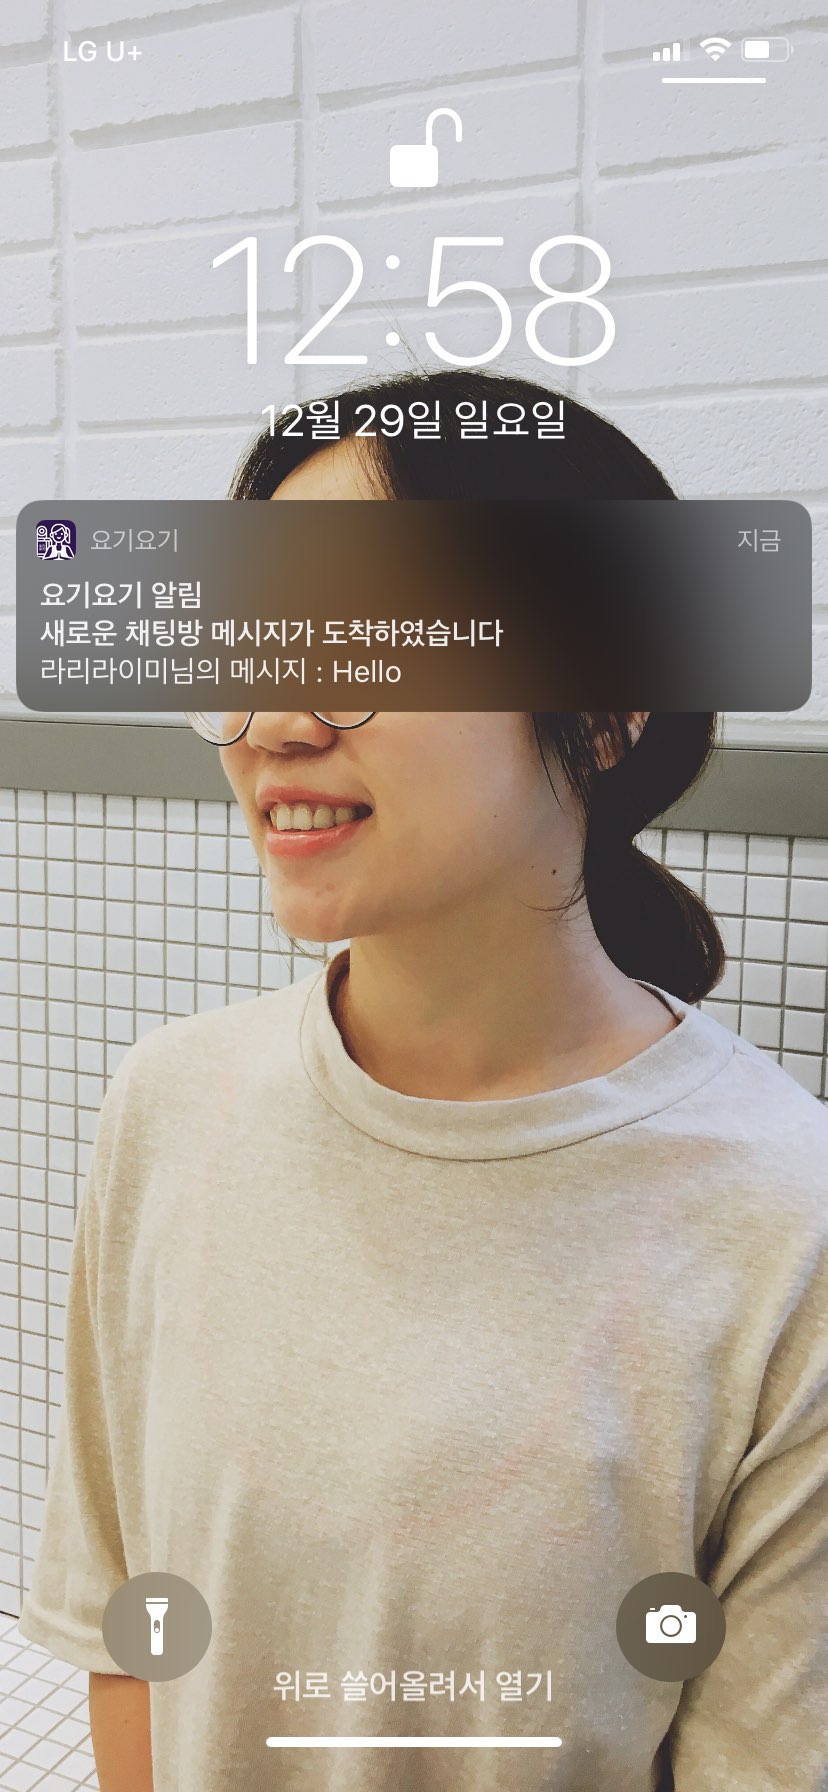 LG U+
12:58
12월 29일 일요일
요기요기
지금
요기요기 알림
새로운 채팅방 메시지가 도착하였습니다
라리라이미님의 메시지 : Hello
위로 쓸어올려서 열기